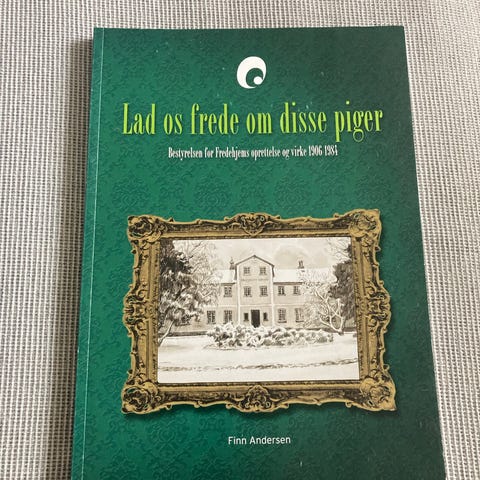 Lad os frede om disse piger
Bestyrelsen for Fredehjems oprettelse og virke 1906-1984
Finn Andersen